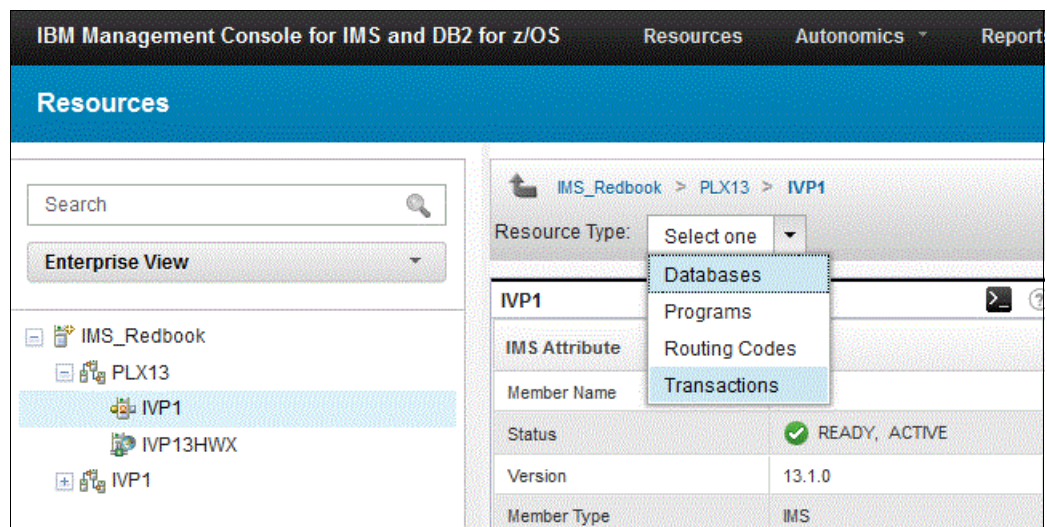 IBM Management Console for IMS and DB2 for z/OS Resources Autonomics Report
Resources
Search
Enterprise View
IMS_Redbook
PLX13
IVP1
IVP13HWX
IVP1
IMS_Redbook > PLX13 > IVP1
Resource Type: Select one
Databases
Programs
Routing Codes
Transactions
IVP1
IMS Attribute
Member Name
Status READY, ACTIVE
Version 13.1.0
Member Type IMS